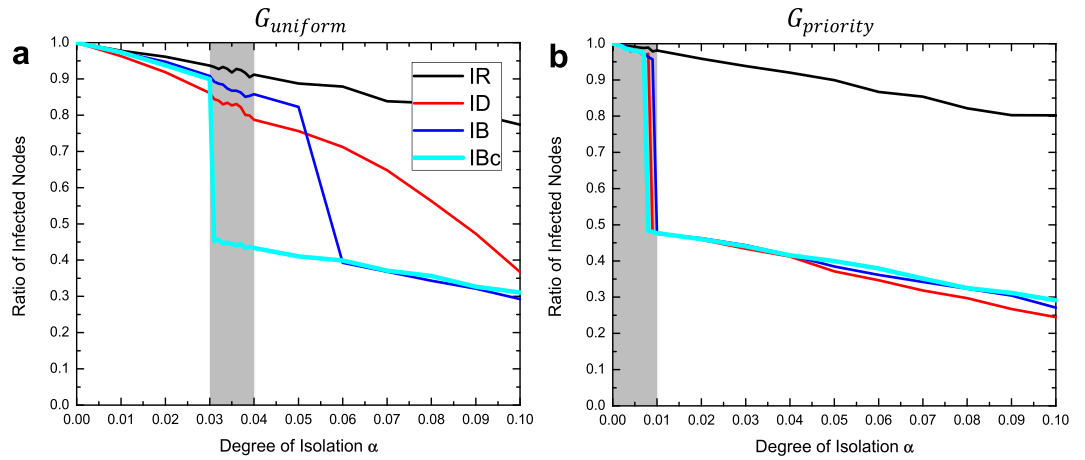 G_uniform
a
Ratio of Infected Nodes
1.0
0.9
0.8
0.7
0.6
0.5
0.4
0.3
0.2
0.1
0.0
IR
ID
IB
IBc
0.00 0.01 0.02 0.03 0.04 0.05 0.06 0.07 0.08 0.09 0.10
Degree of Isolation α
G_priority
b
Ratio of Infected Nodes
1.0
0.9
0.8
0.7
0.6
0.5
0.4
0.3
0.2
0.1
0.0
0.00 0.01 0.02 0.03 0.04 0.05 0.06 0.07 0.08 0.09 0.10
Degree of Isolation α